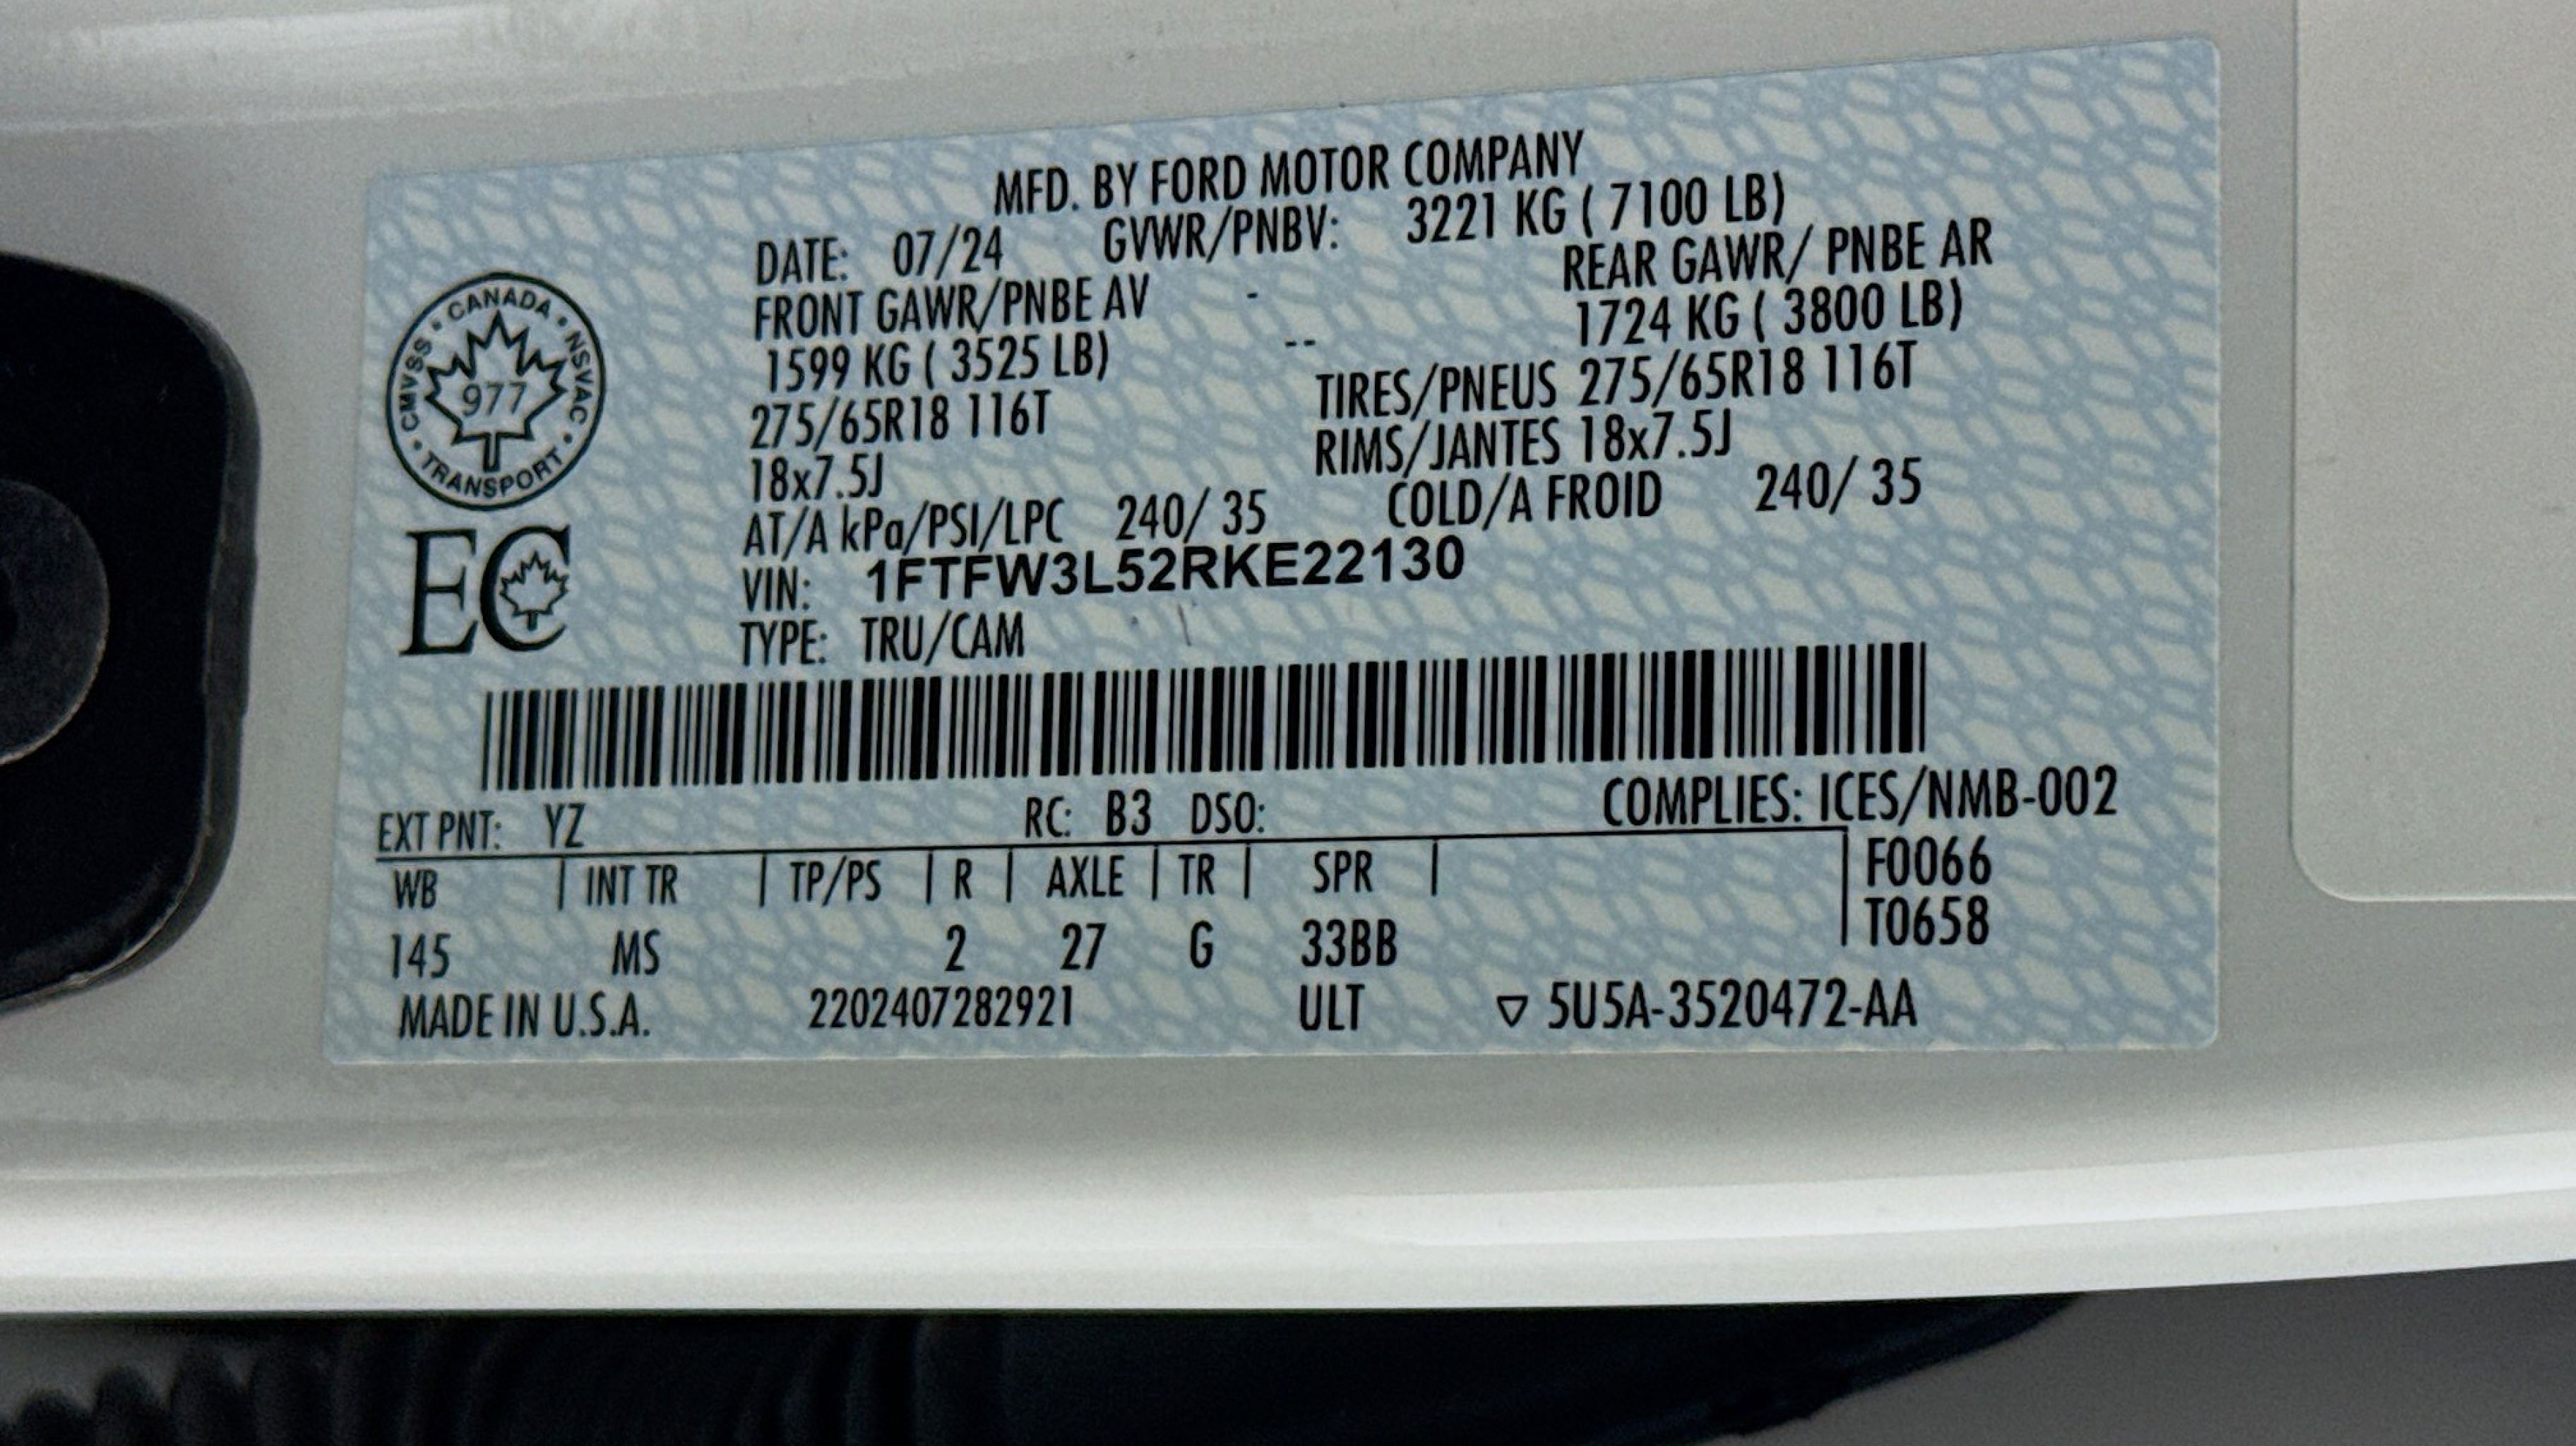 MFD. BY FORD MOTOR COMPANY
DATE: 07/24 GVWR/PNBV: 3221 KG ( 7100 LB)
FRONT GAWR/PNBE AV - REAR GAWR/ PNBE AR
1599 KG ( 3525 LB) -- 1724 KG ( 3800 LB)
275/65R18 116T TIRES/PNEUS 275/65R18 116T
18x7.5J RIMS/JANTES 18x7.5J
AT/A kPa/PSI/LPC 240/ 35 COLD/A FROID 240/ 35
VIN: 1FTFW3L52RKE22130
TYPE: TRU/CAM
CANADA • NSVAC • TRANSPORT • CMVSS •
977
EC
EXT PNT: YZ RC: B3 DSO: COMPLIES: ICES/NMB-002
WB | INT TR | TP/PS | R | AXLE | TR | SPR | F0066
T0658
145 MS 2 27 G 33BB
MADE IN U.S.A. 2202407282921 ULT ▽ 5U5A-3520472-AA